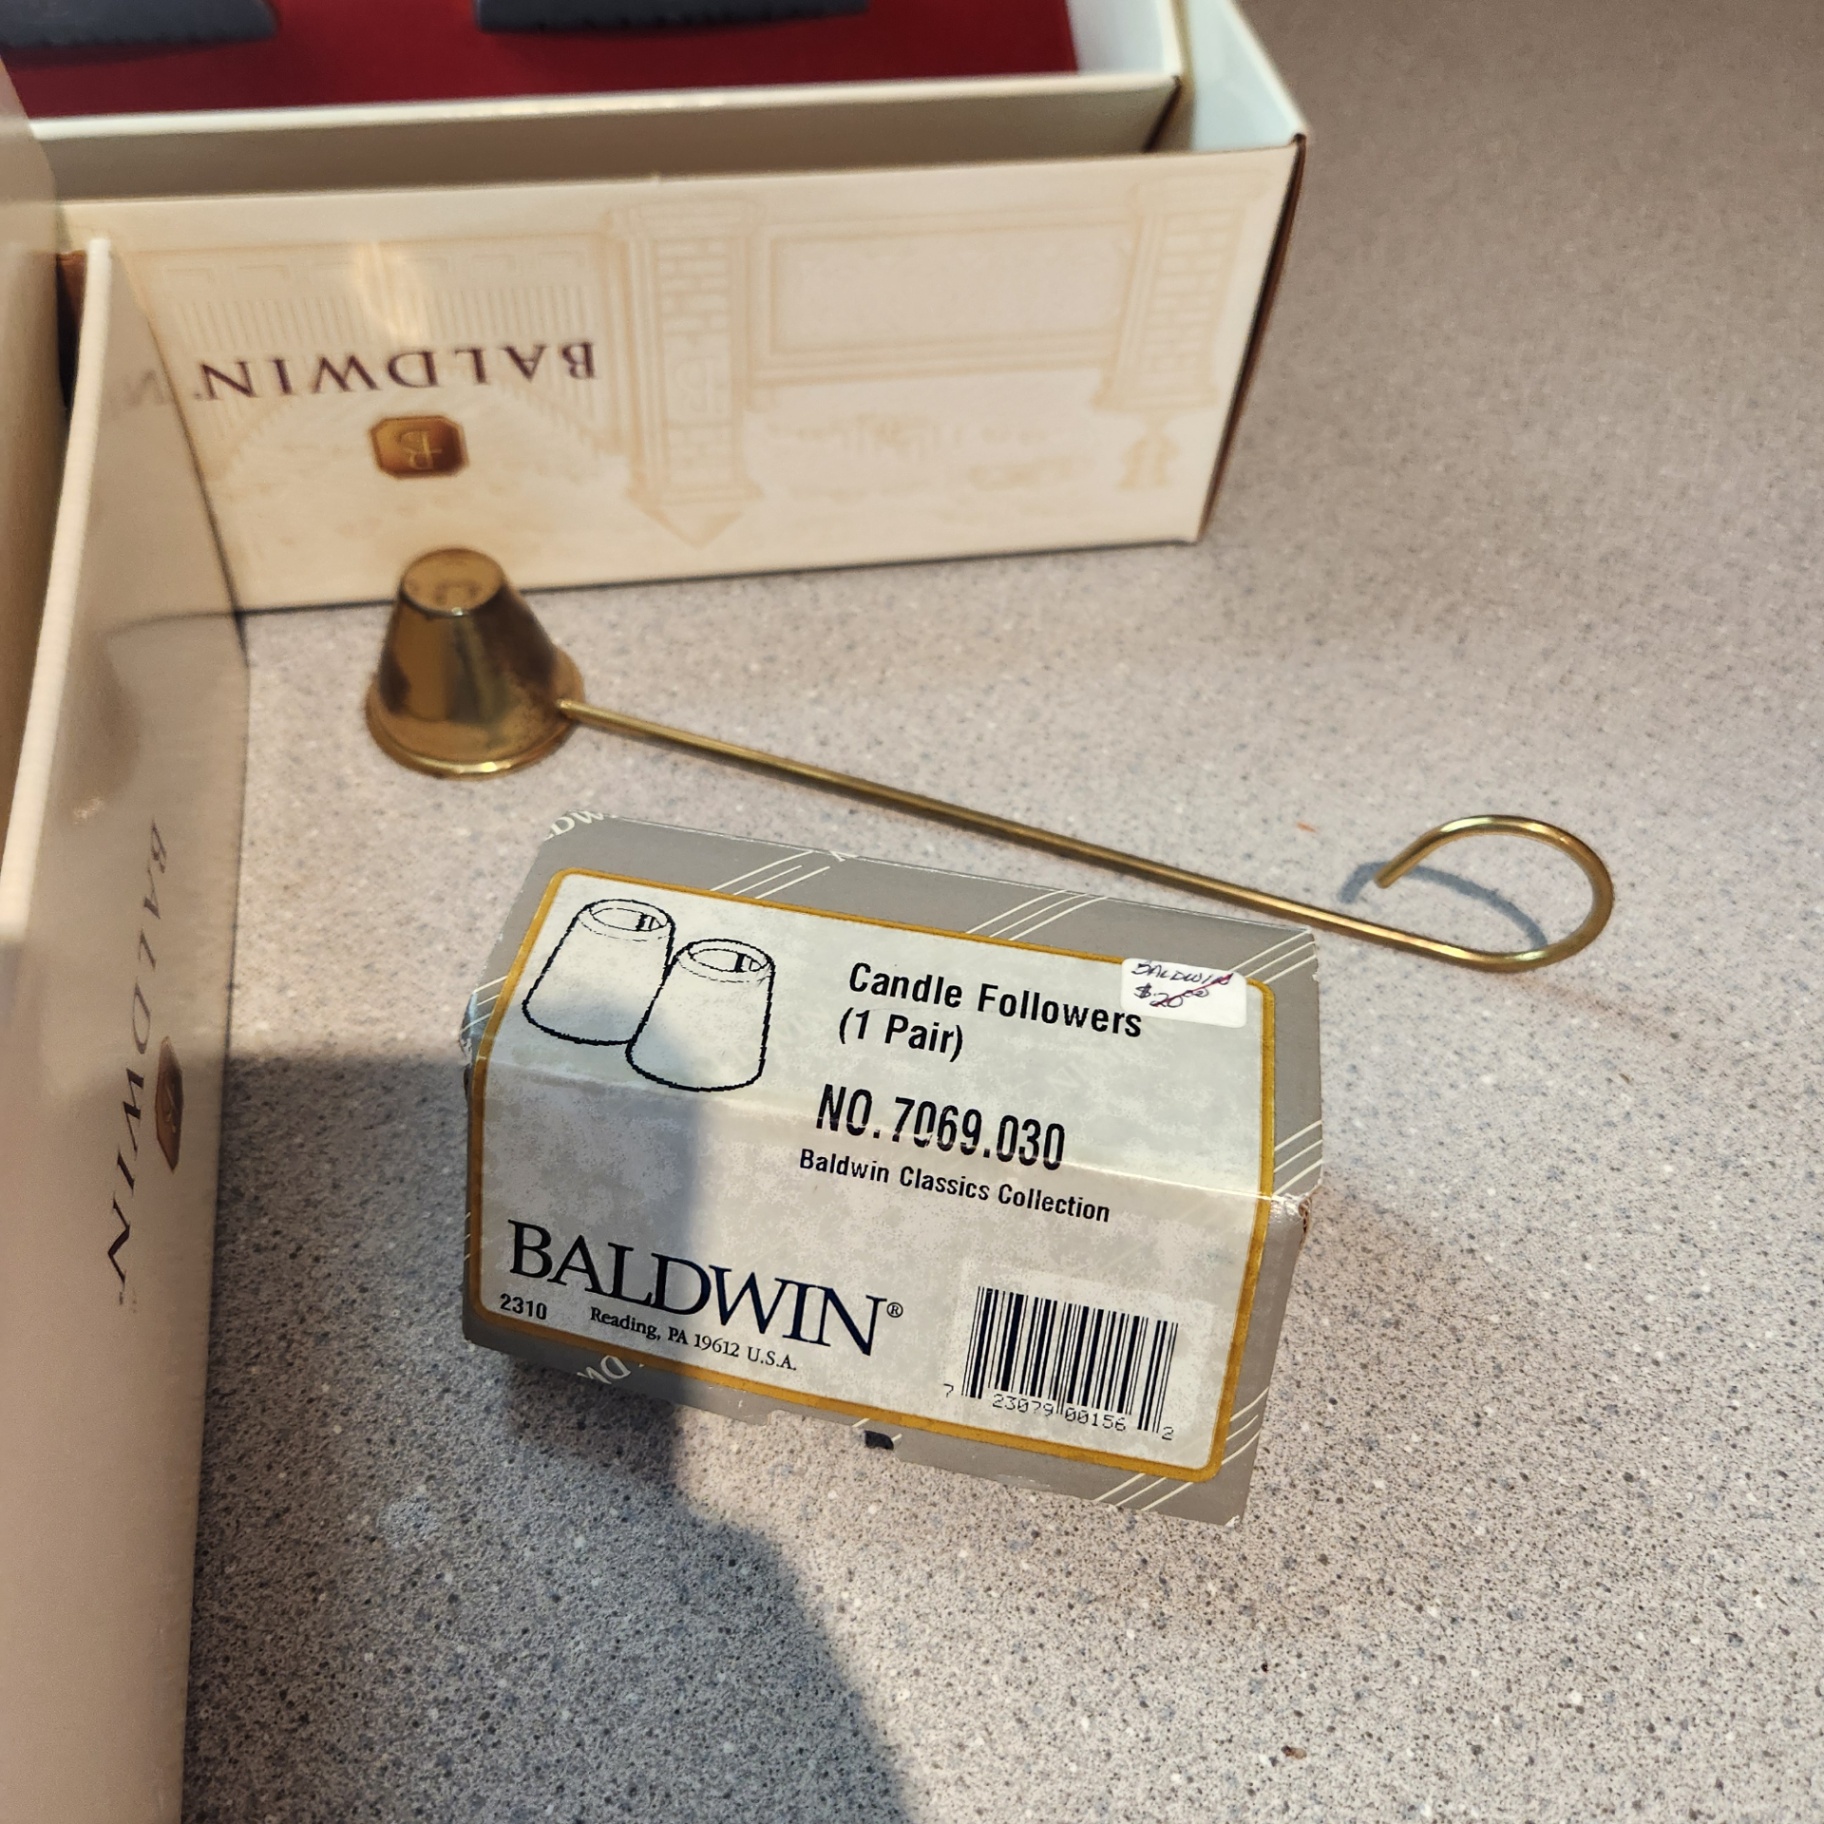 BALDWIN
B
BALDWIN
Candle Followers
(1 Pair)
BALDWIN
$20.00
NO.7069.030
Baldwin Classics Collection
BALDWIN®
2310
Reading, PA 19612 U.S.A.
7 23079 00156 2